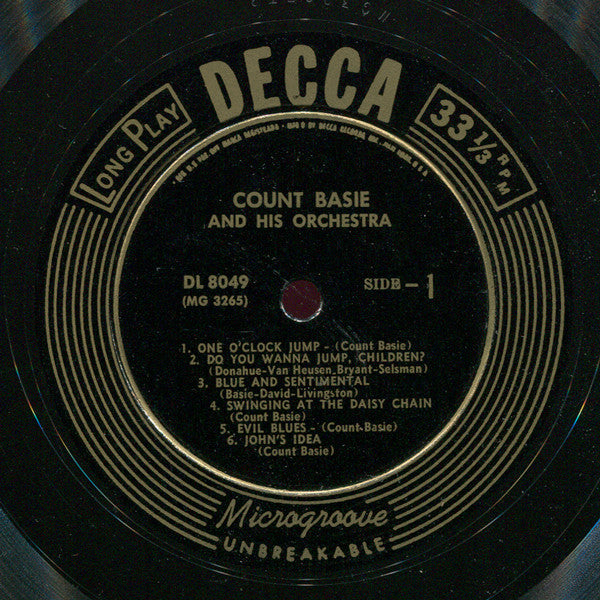 DECCA
LONG PLAY
33 1/3 RPM
COUNT BASIE
AND HIS ORCHESTRA
DL 8049
(MG 3265)
SIDE - 1
1. ONE O'CLOCK JUMP - (Count Basie)
2. DO YOU WANNA JUMP, CHILDREN?
(Donahue-Van Heusen-Bryant-Selsman)
3. BLUE AND SENTIMENTAL
(Basie-David-Livingston)
4. SWINGING AT THE DAISY CHAIN
(Count Basie)
5. EVIL BLUES - (Count-Basie)
6. JOHN'S IDEA
(Count Basie)
Microgroove
UNBREAKABLE